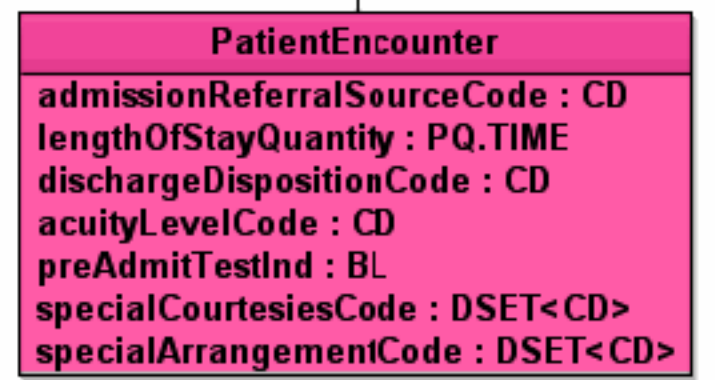 PatientEncounter
admissionReferralSourceCode : CD
lengthOfStayQuantity : PQ.TIME
dischargeDispositionCode : CD
acuityLevelCode : CD
preAdmitTestInd : BL
specialCourtesiesCode : DSET<CD>
specialArrangementCode : DSET<CD>